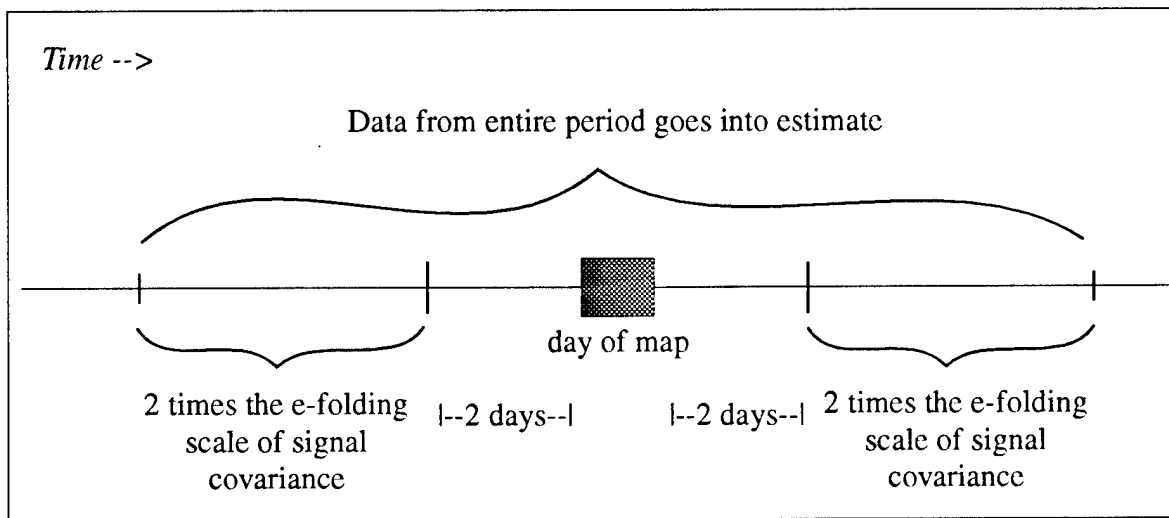 Time -->
Data from entire period goes into estimate
day of map
2 times the e-folding
scale of signal
covariance
|--2 days--|
|--2 days--|
2 times the e-folding
scale of signal
covariance